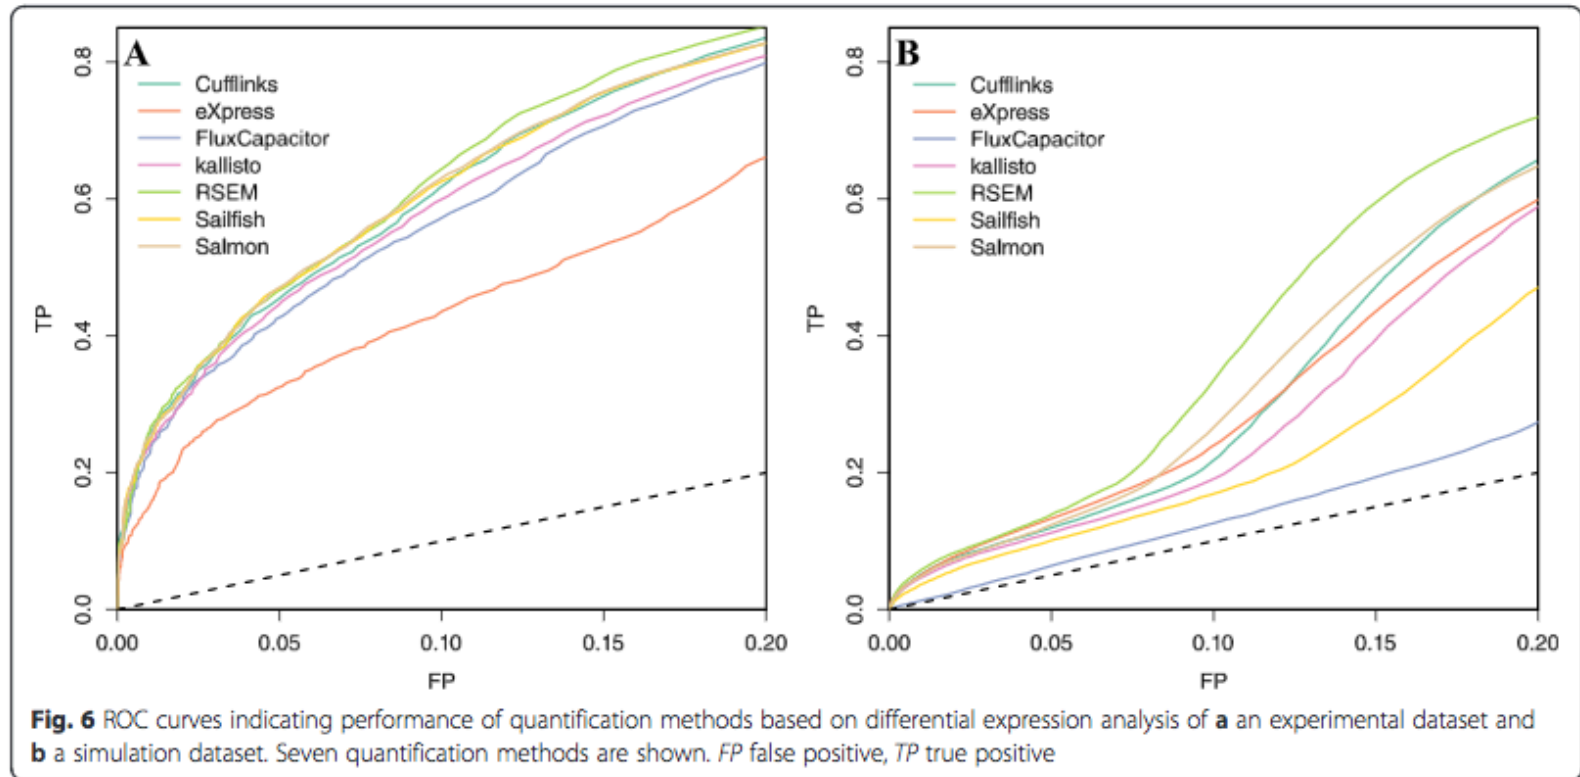 A
Cufflinks
eXpress
FluxCapacitor
kallisto
RSEM
Sailfish
Salmon
TP
0.8
0.6
0.4
0.2
0.0
0.00 0.05 0.10 0.15 0.20
FP
B
Cufflinks
eXpress
FluxCapacitor
kallisto
RSEM
Sailfish
Salmon
TP
0.8
0.6
0.4
0.2
0.0
0.00 0.05 0.10 0.15 0.20
FP
Fig. 6 ROC curves indicating performance of quantification methods based on differential expression analysis of a an experimental dataset and
b a simulation dataset. Seven quantification methods are shown. FP false positive, TP true positive